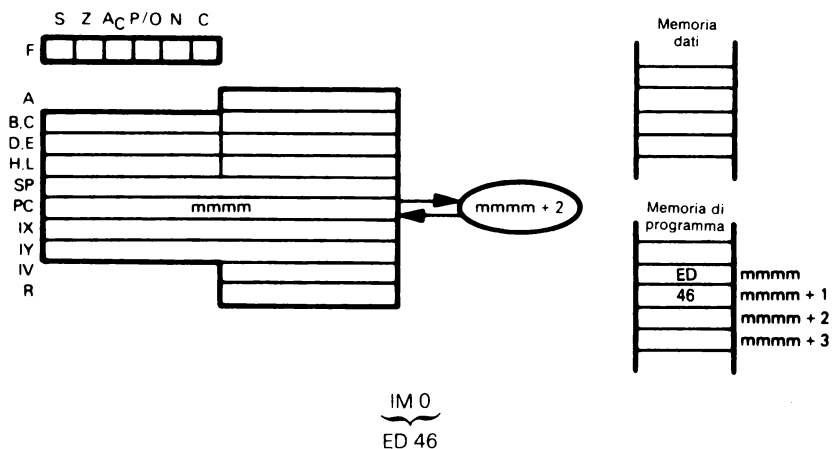 S Z AC P/O N C
F
A
B,C
D,E
H,L
SP
PC mmmm mmmm + 2
IX
IY
IV
R
Memoria
dati
Memoria di
programma
ED mmmm
46 mmmm + 1
mmmm + 2
mmmm + 3
IM 0
ED 46